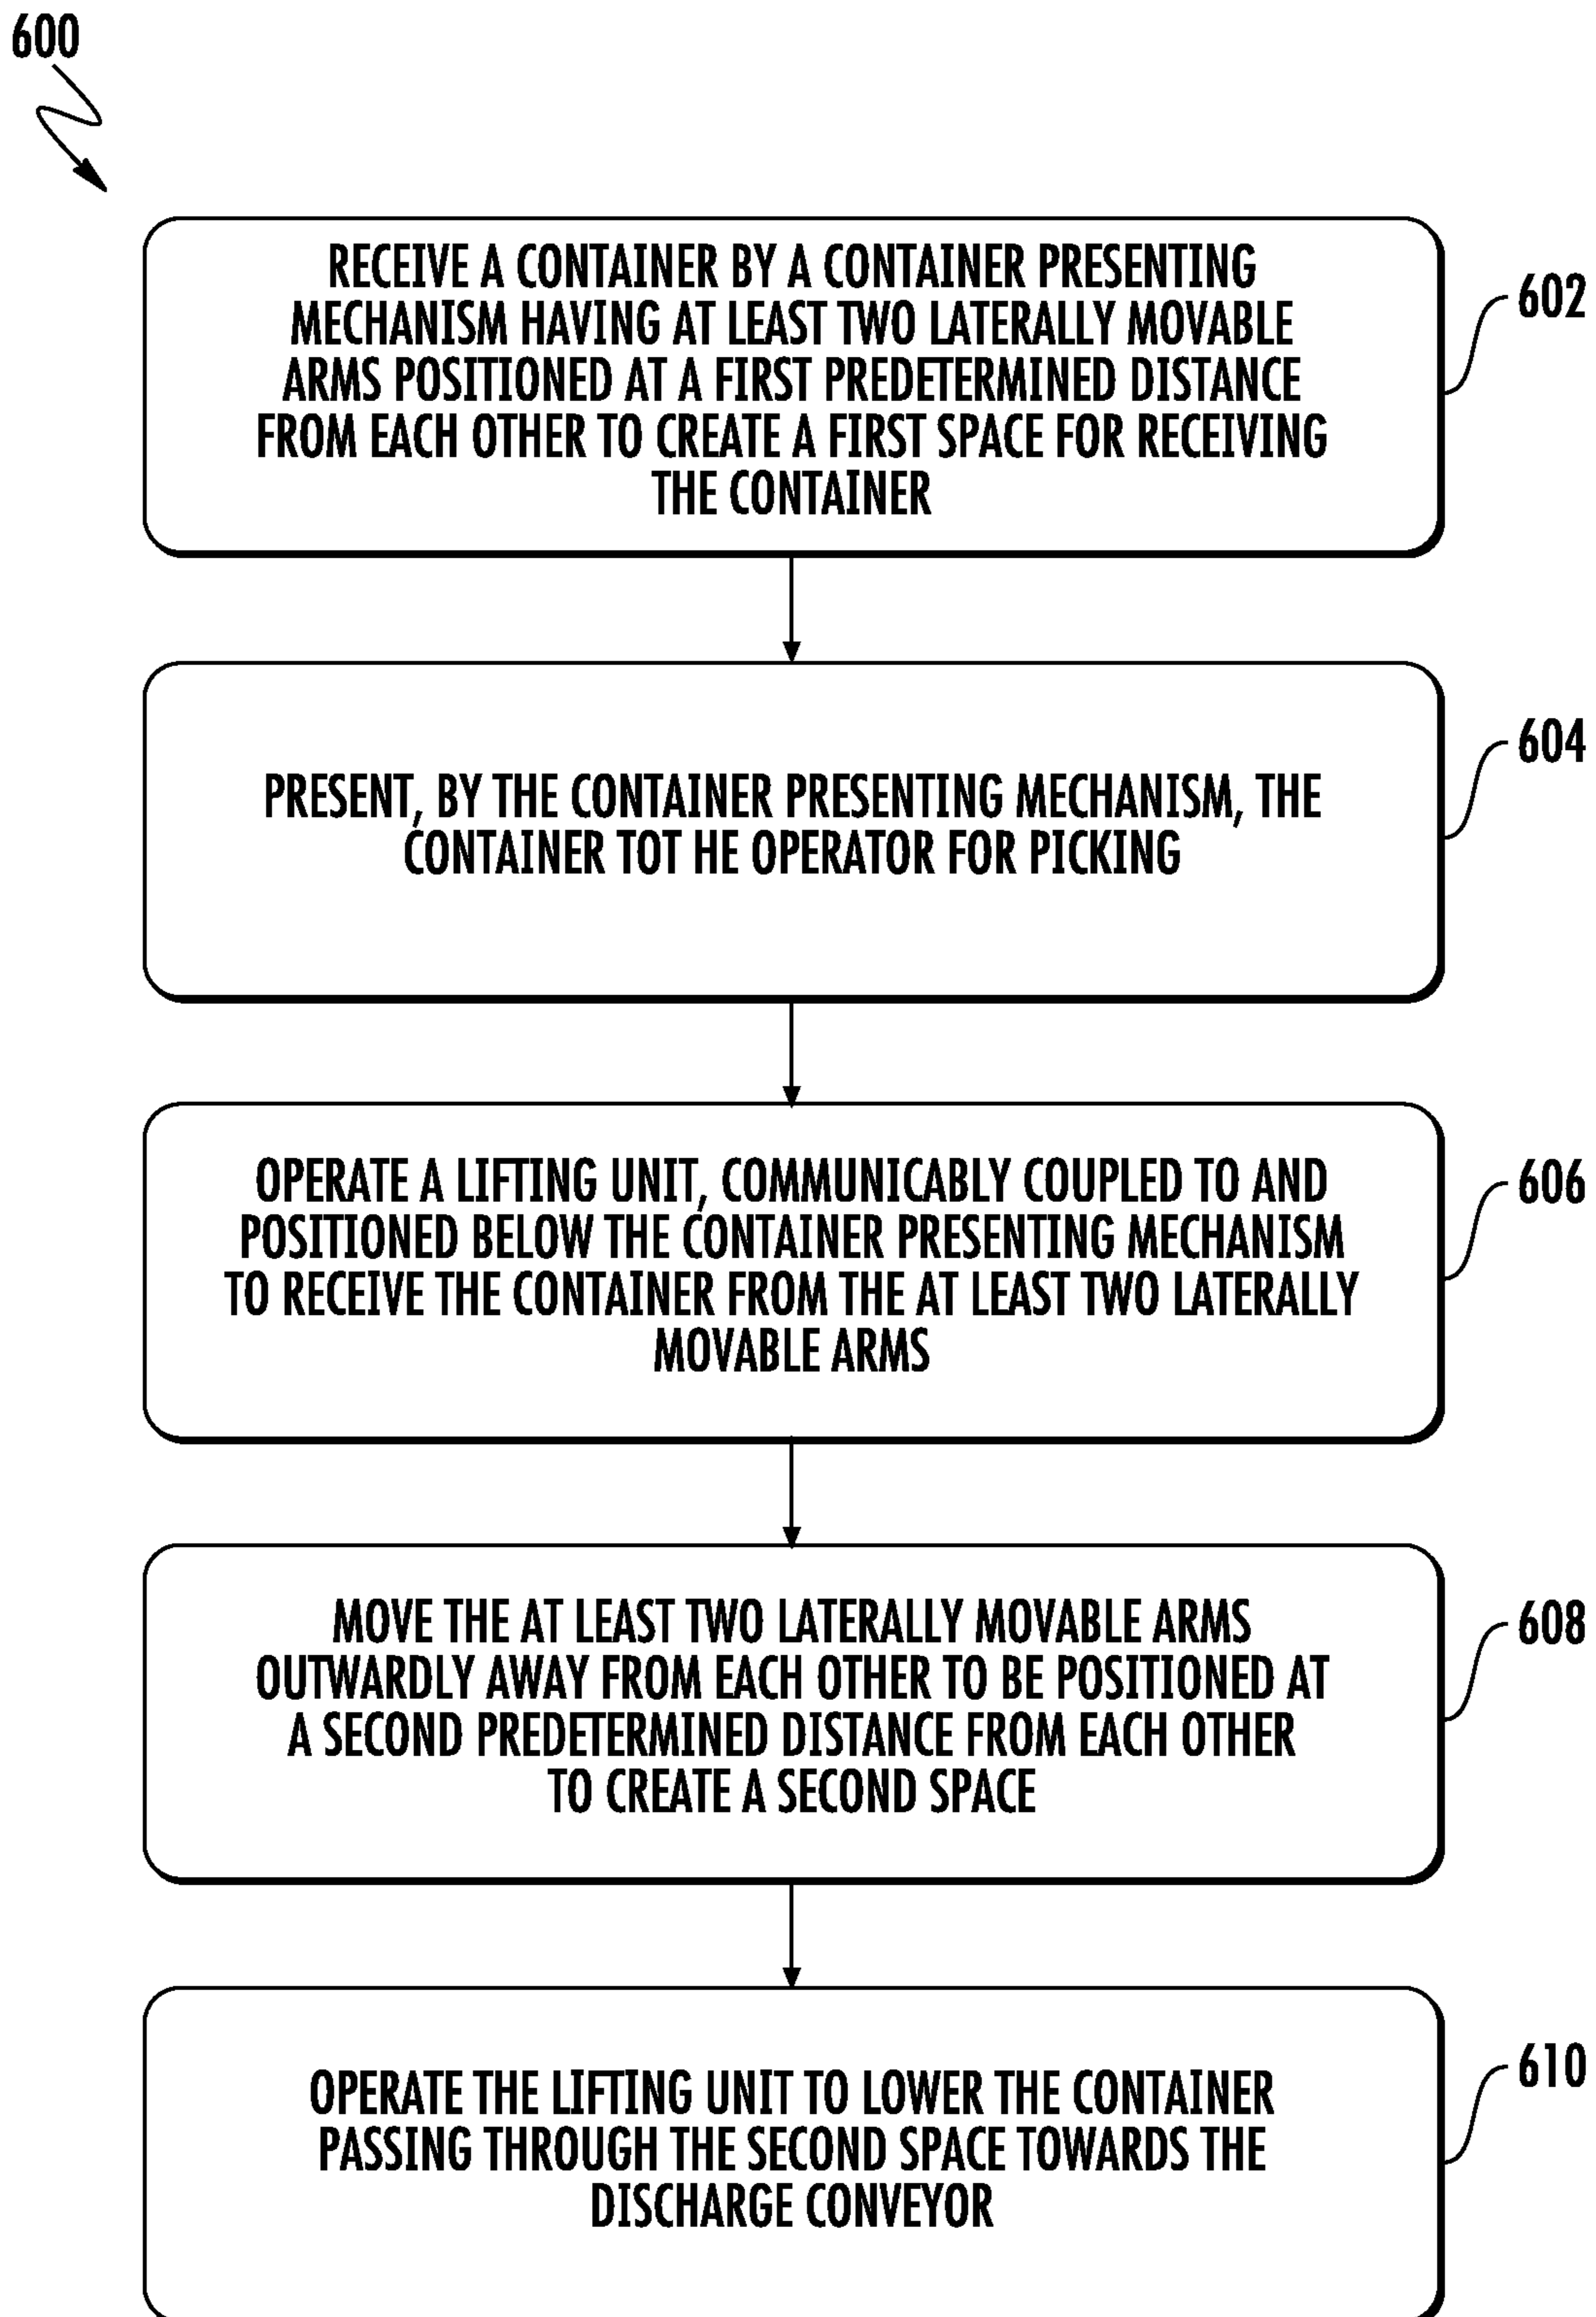 600
RECEIVE A CONTAINER BY A CONTAINER PRESENTING
MECHANISM HAVING AT LEAST TWO LATERALLY MOVABLE
ARMS POSITIONED AT A FIRST PREDETERMINED DISTANCE
FROM EACH OTHER TO CREATE A FIRST SPACE FOR RECEIVING
THE CONTAINER
602
PRESENT, BY THE CONTAINER PRESENTING MECHANISM, THE
CONTAINER TOT HE OPERATOR FOR PICKING
604
OPERATE A LIFTING UNIT, COMMUNICABLY COUPLED TO AND
POSITIONED BELOW THE CONTAINER PRESENTING MECHANISM
TO RECEIVE THE CONTAINER FROM THE AT LEAST TWO LATERALLY
MOVABLE ARMS
606
MOVE THE AT LEAST TWO LATERALLY MOVABLE ARMS
OUTWARDLY AWAY FROM EACH OTHER TO BE POSITIONED AT
A SECOND PREDETERMINED DISTANCE FROM EACH OTHER
TO CREATE A SECOND SPACE
608
OPERATE THE LIFTING UNIT TO LOWER THE CONTAINER
PASSING THROUGH THE SECOND SPACE TOWARDS THE
DISCHARGE CONVEYOR
610